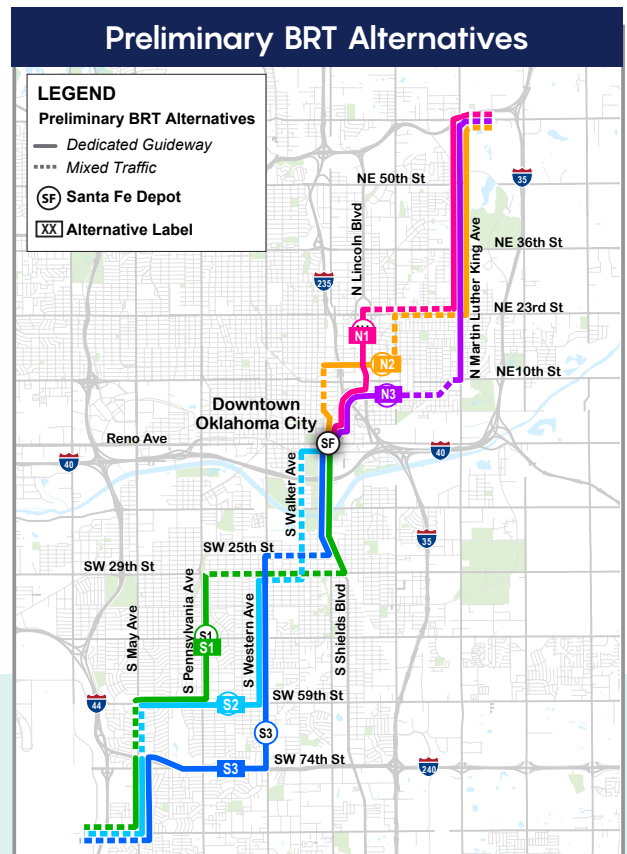 Preliminary BRT Alternatives
LEGEND
Preliminary BRT Alternatives
Dedicated Guideway
Mixed Traffic
SF Santa Fe Depot
XX Alternative Label
NE 50th St
35
N Lincoln Blvd
N Martin Luther King Ave
NE 36th St
235
NE 23rd St
N1
N2
NE10th St
N3
Downtown
Oklahoma City
SF
Reno Ave
40
40
S Walker Ave
35
SW 25th St
SW 29th St
S May Ave
S Pennsylvania Ave
S Western Ave
S Shields Blvd
S1
S1
44
SW 59th St
S2
S3
SW 74th St
S3
240